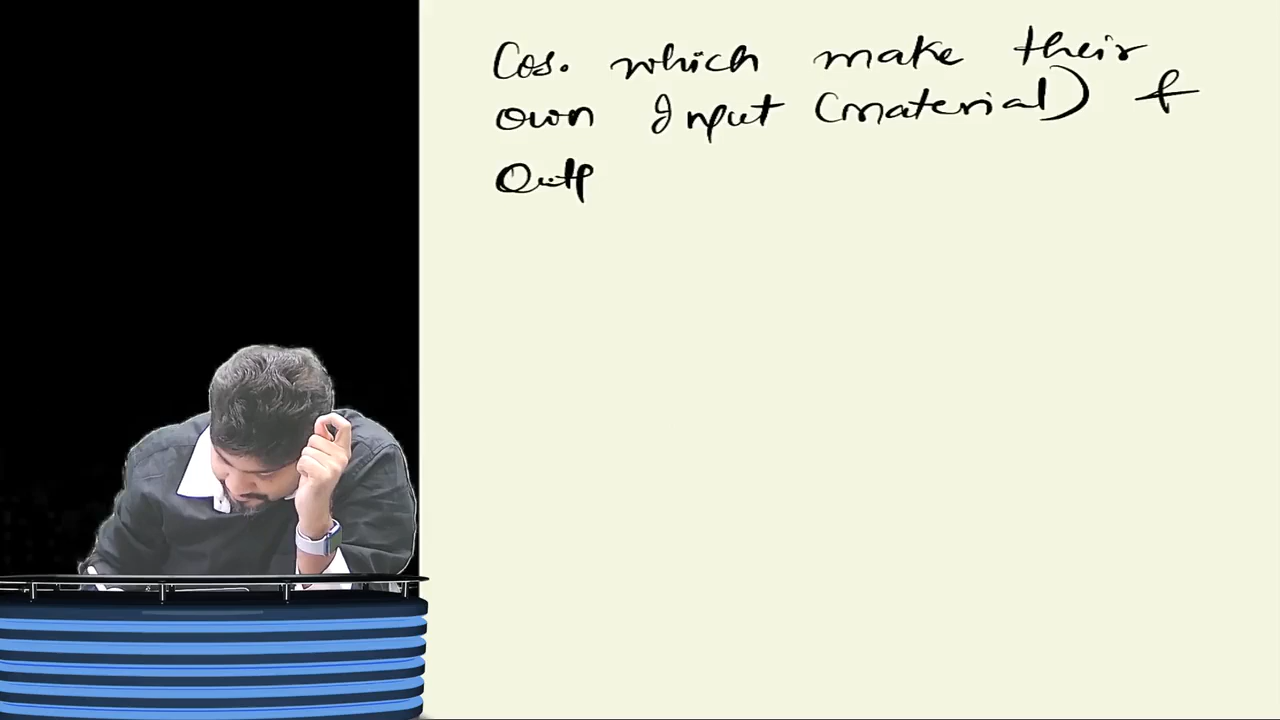 Cos. which make their
own Input (material) &
Outp